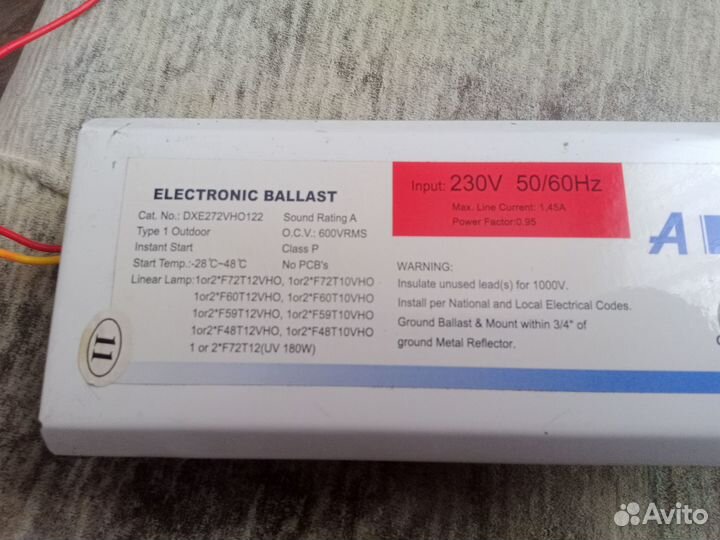 ELECTRONIC BALLAST
Cat. No.: DXE272VHO122 Sound Rating A
Type 1 Outdoor O.C.V.: 600VRMS
Instant Start Class P
Start Temp.:-28℃~48℃ No PCB's
Linear Lamp:1or2*F72T12VHO, 1or2*F72T10VHO
1or2*F60T12VHO, 1or2*F60T10VHO
1or2*F59T12VHO, 1or2*F59T10VHO
1or2*F48T12VHO, 1or2*F48T10VHO
1 or 2*F72T12(UV 180W)
11
Input: 230V 50/60Hz
Max. Line Current: 1.45A
Power Factor:0.95
A
WARNING:
Insulate unused lead(s) for 1000V.
Install per National and Local Electrical Codes.
Ground Ballast & Mount within 3/4" of
ground Metal Reflector.
Avito